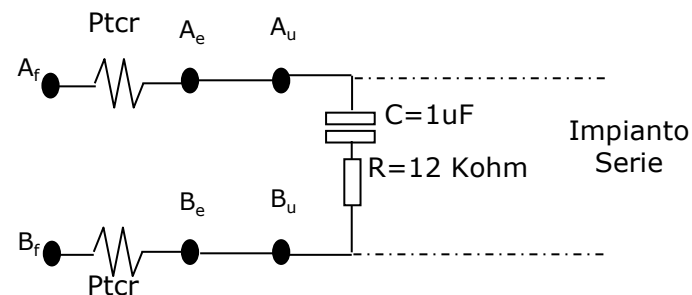 Ptcr
Ae
Au
Af
C=1uF
Impianto
Serie
R=12 Kohm
Be
Bu
Bf
Ptcr